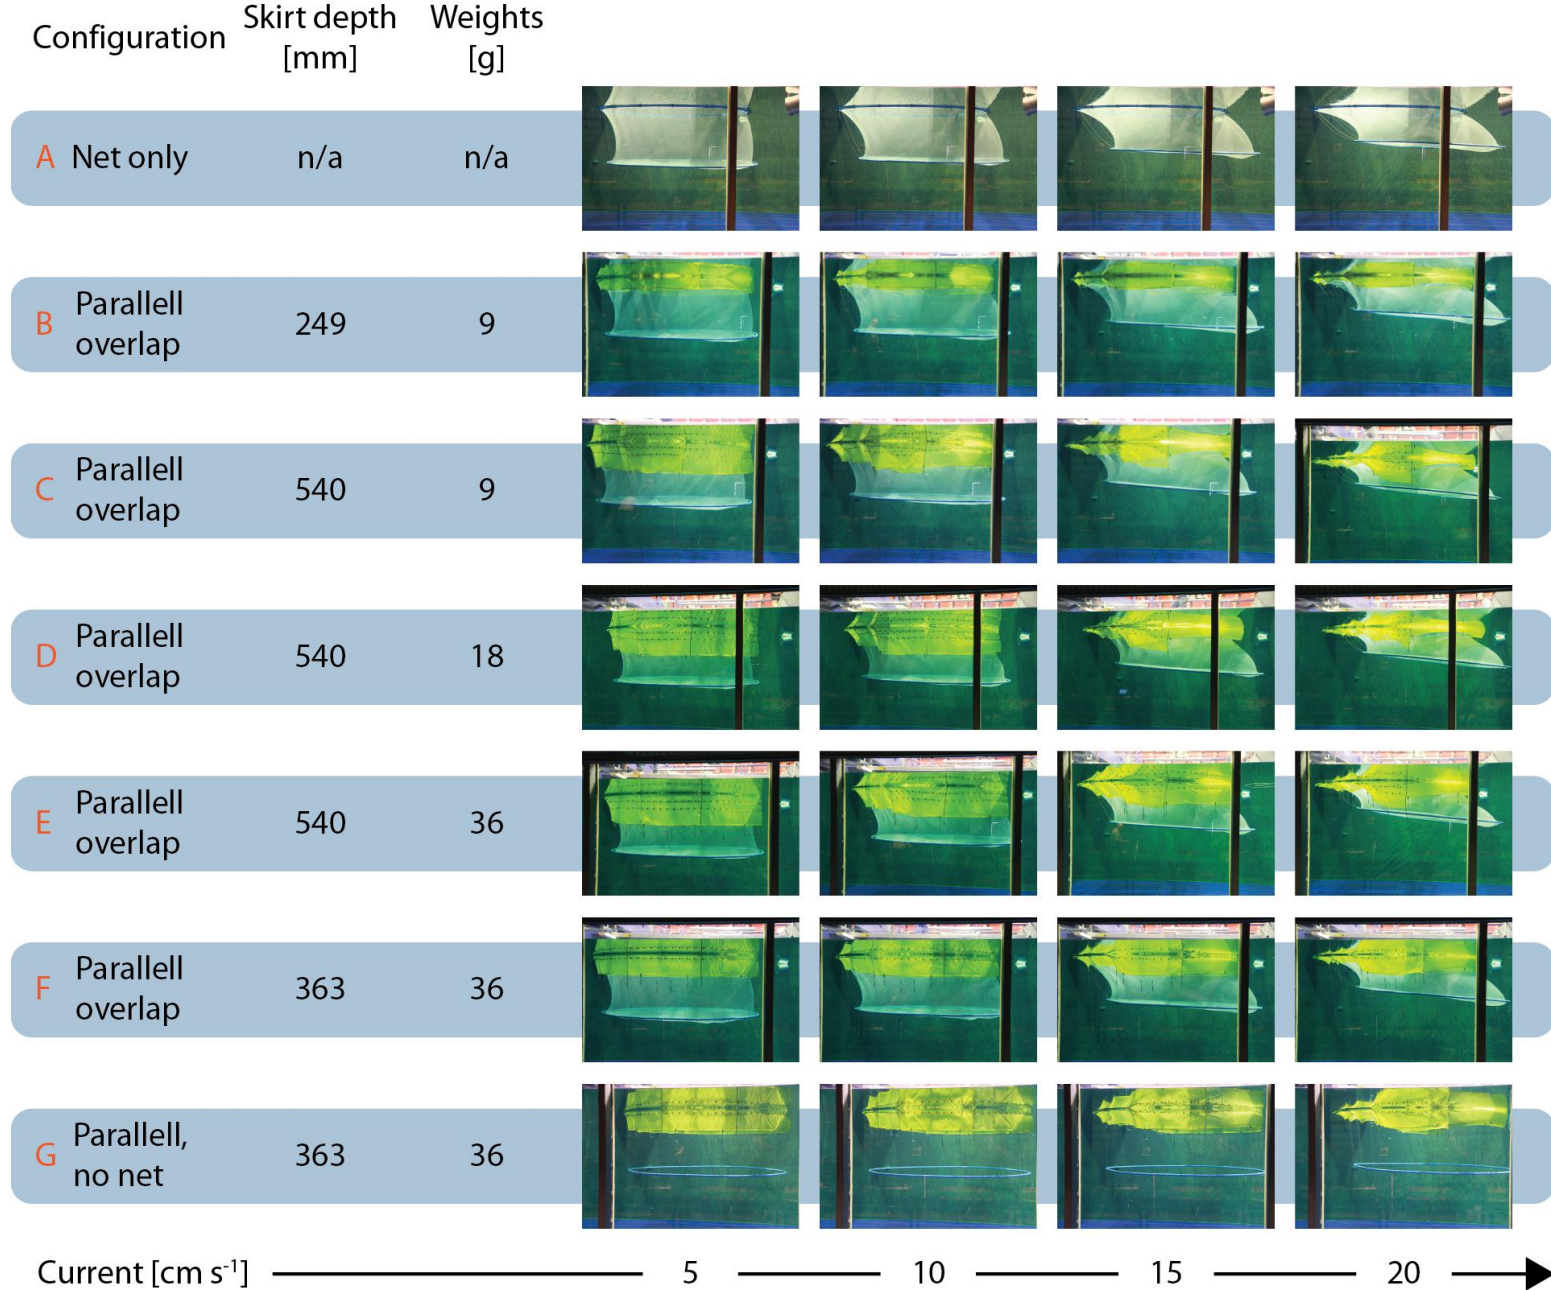 Configuration Skirt depth [mm] Weights [g]
A Net only n/a n/a
B Parallell
overlap 249 9
C Parallell
overlap 540 9
D Parallell
overlap 540 18
E Parallell
overlap 540 36
F Parallell
overlap 363 36
G Parallell,
no net 363 36
Current [cm s-1] 5 10 15 20